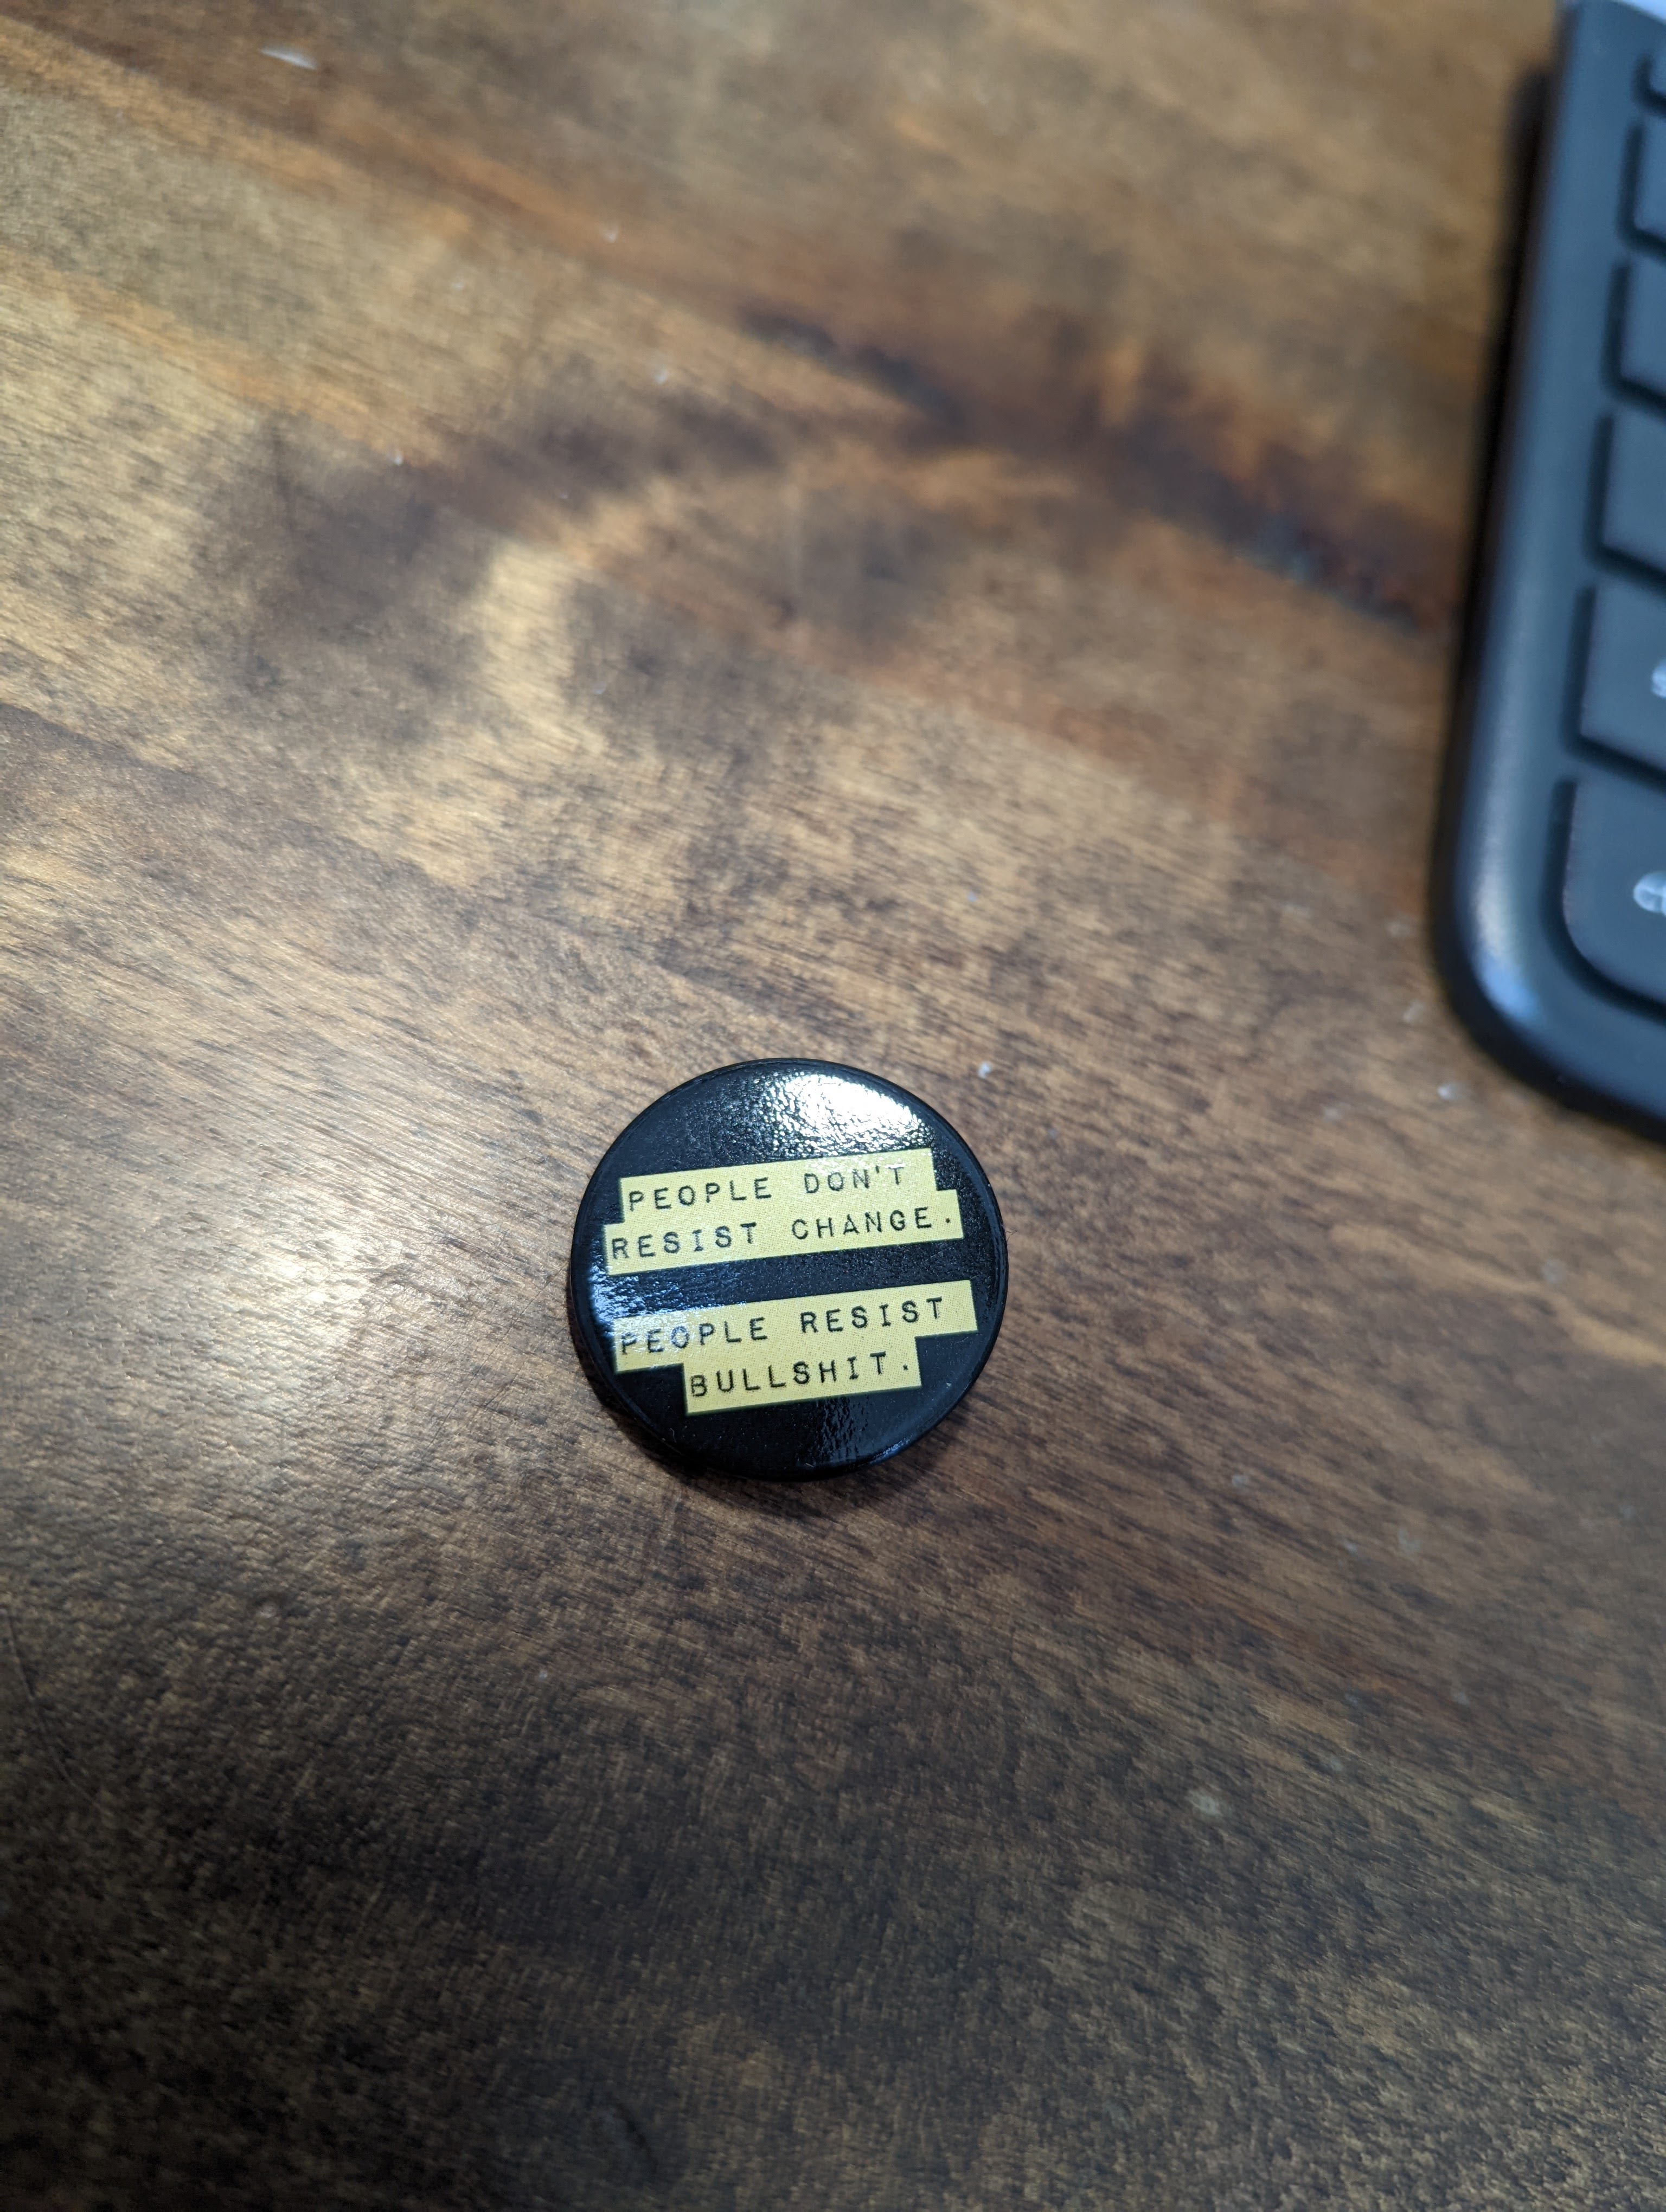 PEOPLE DON'T
RESIST CHANGE.
PEOPLE RESIST
BULLSHIT.